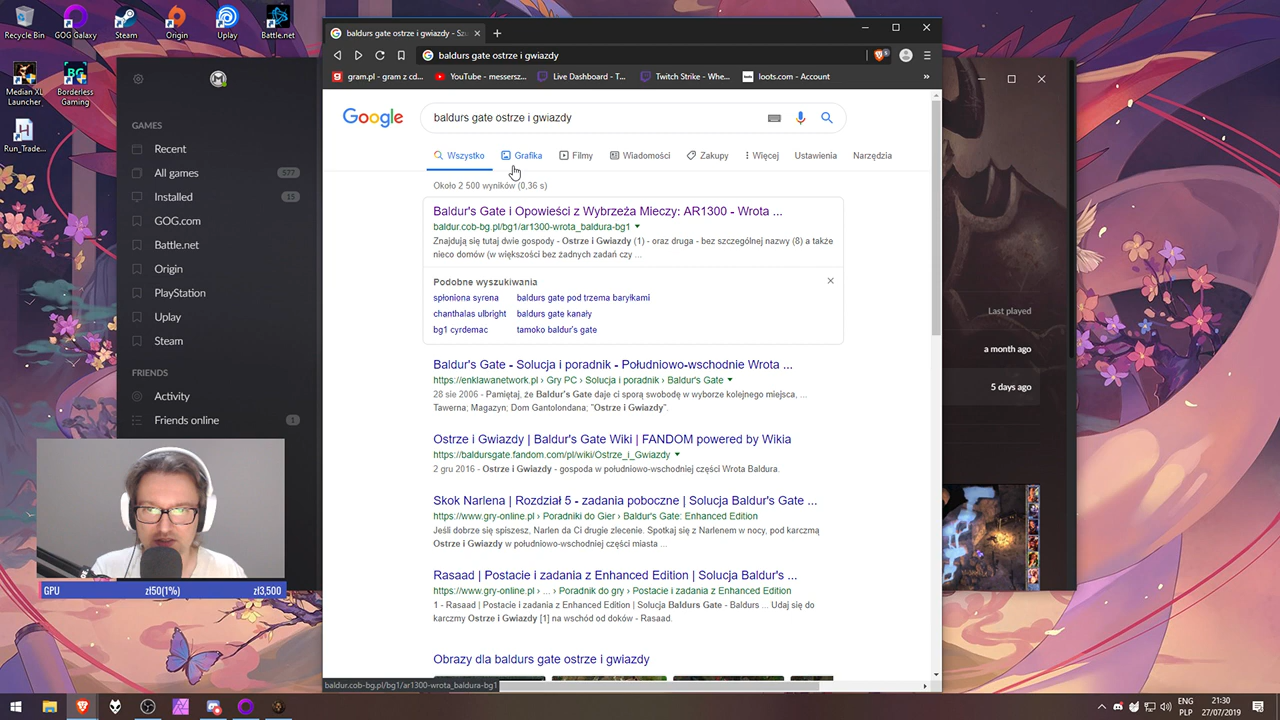 Recycle Bin
GOG Galaxy
Steam
Origin
Uplay
Battle.net
Median XL
Launcher
Borderless
Gaming
Run_Trade...
GAMES
Recent
All games
577
Installed
15
GOG.com
Battle.net
Origin
PlayStation
Uplay
Steam
FRIENDS
Activity
Friends online
1
GPU
zł50(1%)
zł3,500
baldurs gate ostrze i gwiazdy - Szu
baldurs gate ostrze i gwiazdy
5
gram.pl - gram z cd...
YouTube - messersz...
Live Dashboard - T...
Twitch Strike - Whe...
loots.com - Account
Google
baldurs gate ostrze i gwiazdy
Wszystko
Grafika
Filmy
Wiadomości
Zakupy
Więcej
Ustawienia
Narzędzia
Około 2 500 wyników (0,36 s)
Baldur's Gate i Opowieści z Wybrzeża Mieczy: AR1300 - Wrota ...
baldur.cob-bg.pl/bg1/ar1300-wrota_baldura-bg1
Znajdują się tutaj dwie gospody - Ostrze i Gwiazdy (1) - oraz druga - bez szczególnej nazwy (8) a także
nieco domów (w większości bez żadnych zadań czy ...
Podobne wyszukiwania
spłoniona syrena
baldurs gate pod trzema baryłkami
chanthalas ulbright
baldurs gate kanały
bg1 cyrdemac
tamoko baldur's gate
Baldur's Gate - Solucja i poradnik - Południowo-wschodnie Wrota ...
https://enklawanetwork.pl › Gry PC › Solucja i poradnik › Baldur's Gate
28 sie 2006 - Pamiętaj, że Baldur's Gate daje ci sporą swobodę w wyborze kolejnego miejsca, ...
Tawerna; Magazyn; Dom Gantolondana; "Ostrze i Gwiazdy".
Ostrze i Gwiazdy | Baldur's Gate Wiki | FANDOM powered by Wikia
https://baldursgate.fandom.com/pl/wiki/Ostrze_i_Gwiazdy
2 gru 2016 - Ostrze i Gwiazdy - gospoda w południowo-wschodniej części Wrota Baldura.
Skok Narlena | Rozdział 5 - zadania poboczne | Solucja Baldur's Gate ...
https://www.gry-online.pl › Poradniki do Gier › Baldur's Gate: Enhanced Edition
Jeśli dobrze się spiszesz, Narlen da Ci drugie zlecenie. Spotkaj się z Narlenem w nocy, pod karczmą
Ostrze i Gwiazdy w południowo-wschodniej części miasta ...
Rasaad | Postacie i zadania z Enhanced Edition | Solucja Baldur's ...
https://www.gry-online.pl › ... › Poradnik do gry › Postacie i zadania z Enhanced Edition
1 - Rasaad | Postacie i zadania z Enhanced Edition | Solucja Baldurs Gate - Baldurs ... Udaj się do
karczmy Ostrze i Gwiazdy [1] na wschód od doków - Rasaad.
Obrazy dla baldurs gate ostrze i gwiazdy
baldur.cob-bg.pl/bg1/ar1300-wrota_baldura-bg1
Last played
a month ago
5 days ago
ENG
PLP
21:30
27/07/2019